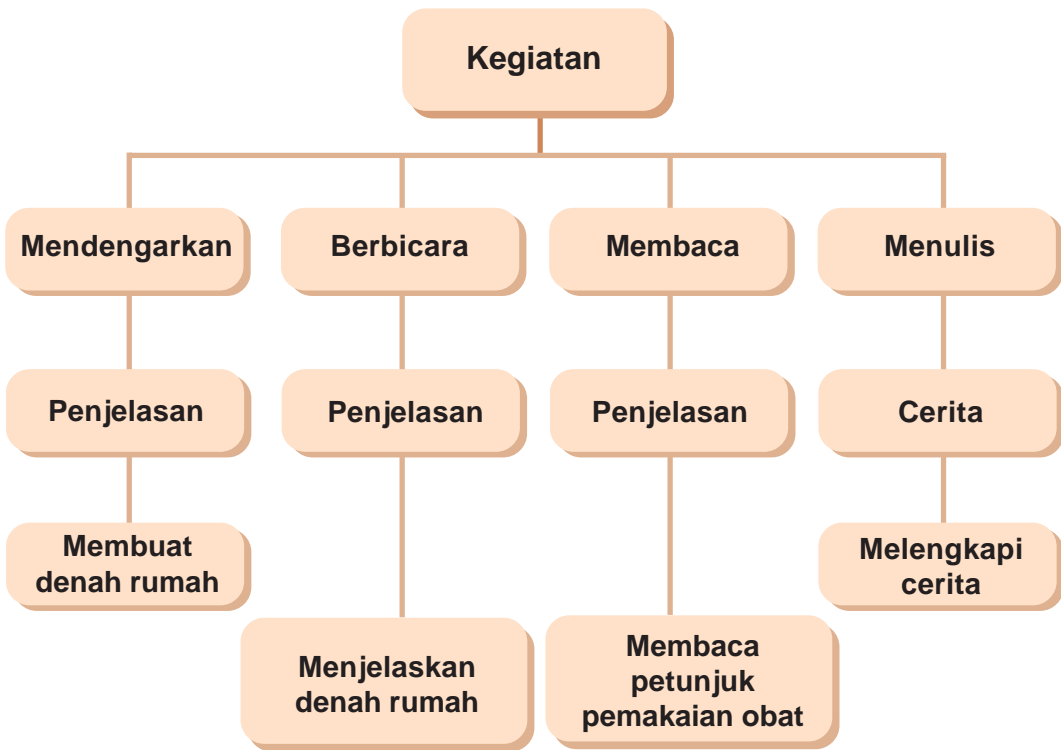 Kegiatan
Mendengarkan
Berbicara
Membaca
Menulis
Penjelasan
Penjelasan
Penjelasan
Cerita
Membuat
denah rumah
Melengkapi
cerita
Menjelaskan
denah rumah
Membaca
petunjuk
pemakaian obat